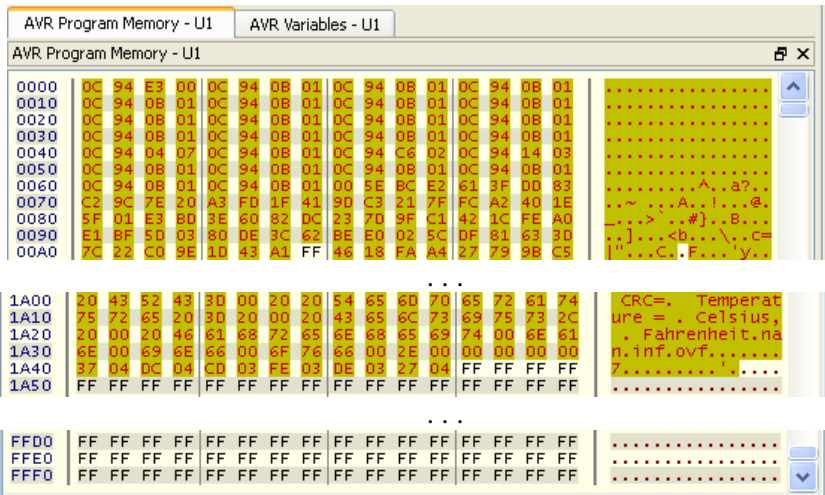 AVR Program Memory - U1 AVR Variables - U1
AVR Program Memory - U1
0000 0C 94 E3 00 0C 94 0B 01 0C 94 0B 01 0C 94 0B 01 ................
0010 0C 94 0B 01 0C 94 0B 01 0C 94 0B 01 0C 94 0B 01 ................
0020 0C 94 0B 01 0C 94 0B 01 0C 94 0B 01 0C 94 0B 01 ................
0030 0C 94 0B 01 0C 94 0B 01 0C 94 0B 01 0C 94 0B 01 ................
0040 0C 94 04 07 0C 94 0B 01 0C 94 C6 02 0C 94 14 03 ................
0050 0C 94 0B 01 0C 94 0B 01 0C 94 0B 01 0C 94 0B 01 ................
0060 0C 94 0B 01 0C 94 0B 01 00 5E BC E2 61 3F DD 83 .........^..a?..
0070 C2 9C 7E 20 A3 FD 1F 41 9D C3 21 7F FC A2 40 1E ..~ ...A..!...@.
0080 5F 01 E3 BD 3E 60 82 DC 23 7D 9F C1 42 1C FE A0 _...>`..#}..B...
0090 E1 BF 5D 03 80 DE 3C 62 BE E0 02 5C DF 81 63 3D ..]...<b...\..c=
00A0 7C 22 C0 9E 1D 43 A1 FF 46 18 FA A4 27 79 9B C5 |"...C..F...'y..
...
1A00 20 43 52 43 3D 00 20 20 54 65 6D 70 65 72 61 74 CRC=. Temperat
1A10 75 72 65 20 3D 20 00 20 43 65 6C 73 69 75 73 2C ure = . Celsius,
1A20 20 00 20 46 61 68 72 65 6E 68 65 69 74 00 6E 61 . Fahrenheit.na
1A30 6E 00 69 6E 66 00 6F 76 66 00 2E 00 00 00 00 00 n.inf.ovf.......
1A40 37 04 DC 04 CD 03 FE 03 DE 03 27 04 FF FF FF FF 7.........'.....
1A50 FF FF FF FF FF FF FF FF FF FF FF FF FF FF FF FF ................
...
FFD0 FF FF FF FF FF FF FF FF FF FF FF FF FF FF FF FF ................
FFE0 FF FF FF FF FF FF FF FF FF FF FF FF FF FF FF FF ................
FFF0 FF FF FF FF FF FF FF FF FF FF FF FF FF FF FF FF ................